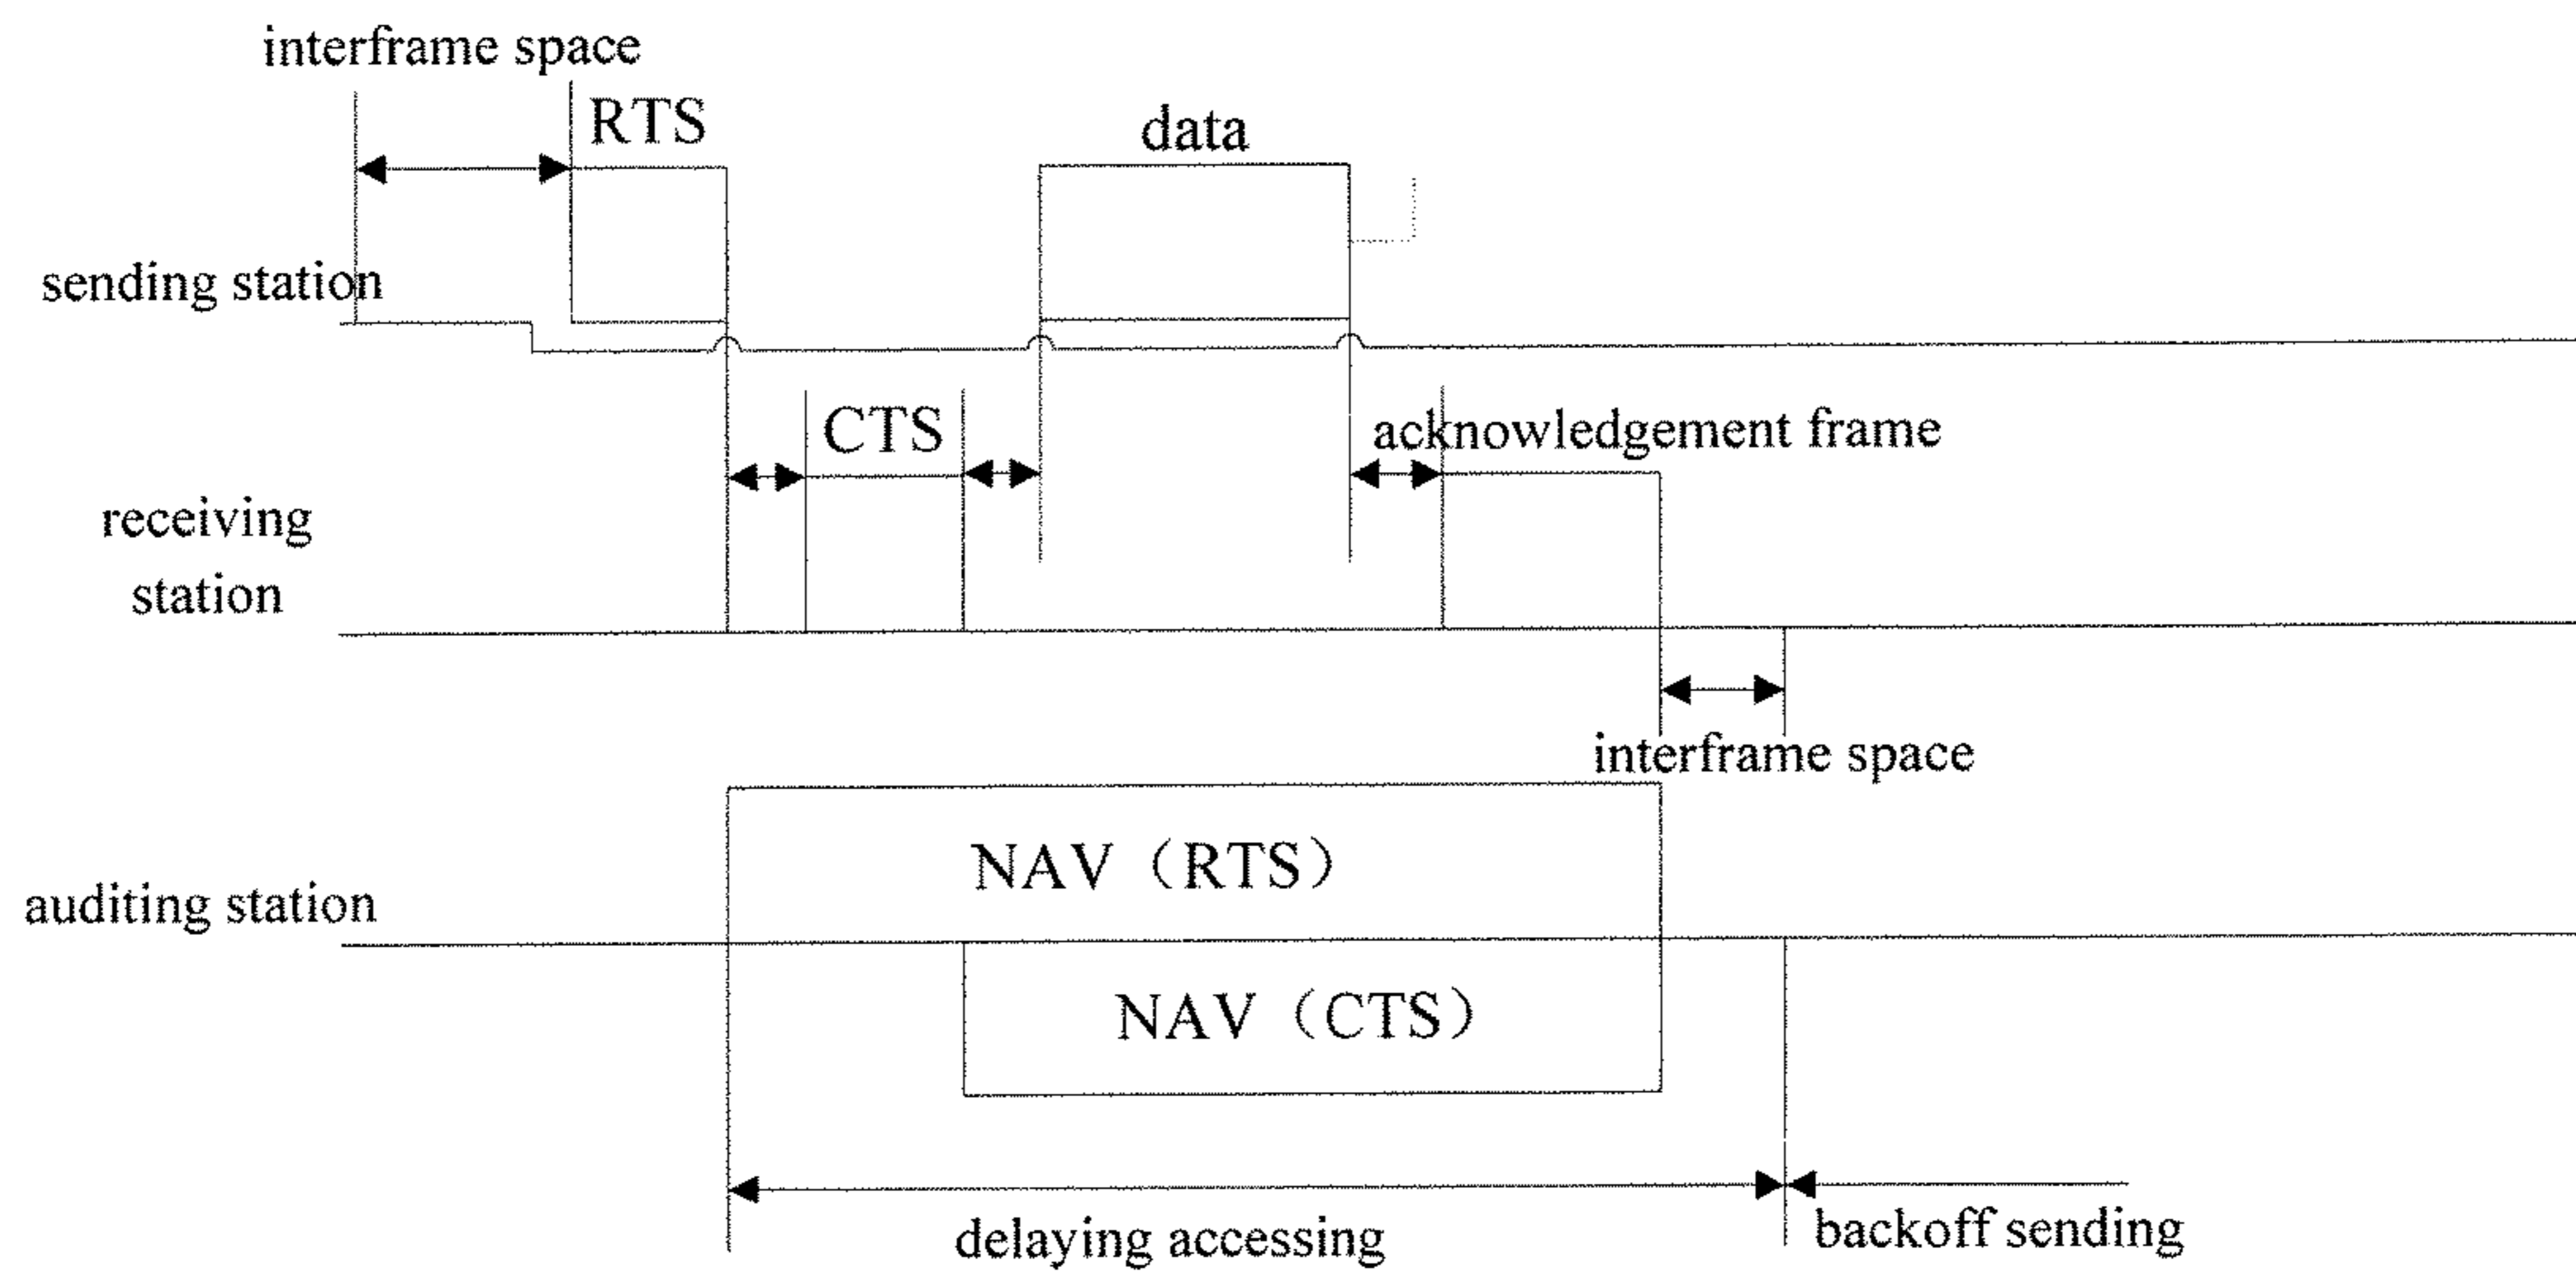 interframe space
RTS
data
sending station
CTS
acknowledgement frame
receiving
station
interframe space
NAV（RTS）
auditing station
NAV（CTS）
delaying accessing
backoff sending